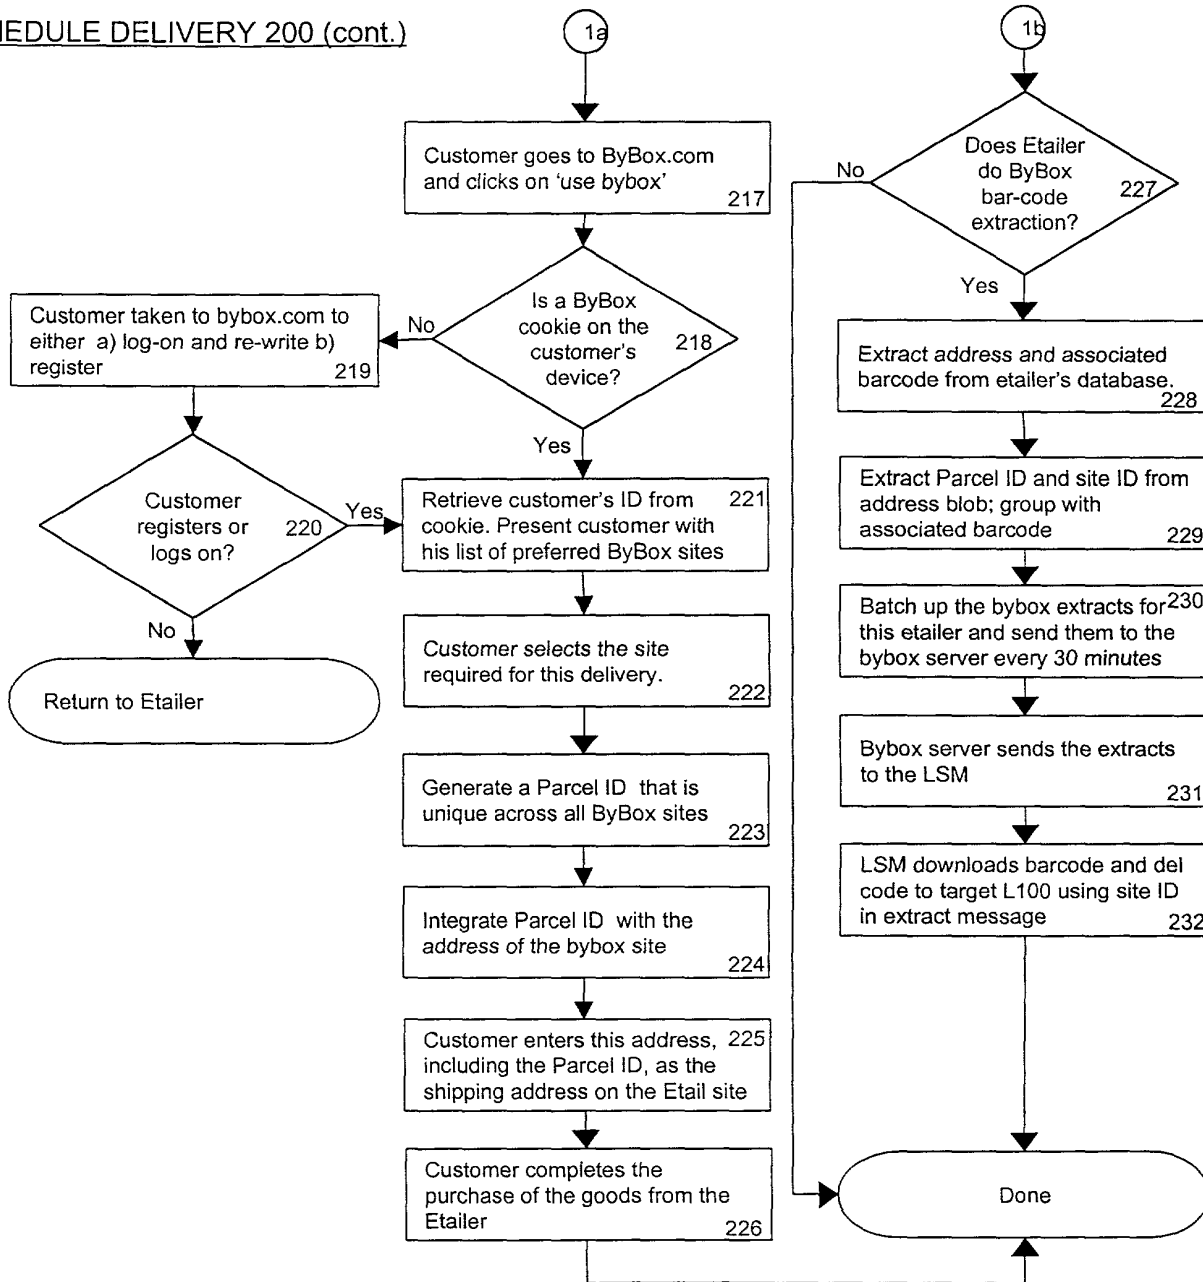 HEDULE DELIVERY 200 (cont.)
1a
Customer goes to ByBox.com
and clicks on 'use bybox'
217
Is a ByBox
cookie on the
customer's
device?
218
No
Yes
Customer taken to bybox.com to
either a) log-on and re-write b)
register
219
Customer
registers or
logs on?
220
Yes
No
Return to Etailer
Retrieve customer's ID from
cookie. Present customer with
his list of preferred ByBox sites
221
Customer selects the site
required for this delivery.
222
Generate a Parcel ID that is
unique across all ByBox sites
223
Integrate Parcel ID with the
address of the bybox site
224
Customer enters this address,
including the Parcel ID, as the
shipping address on the Etail site
225
Customer completes the
purchase of the goods from the
Etailer
226
1b
Does Etailer
do ByBox
bar-code
extraction?
227
No
Yes
Extract address and associated
barcode from etailer's database.
228
Extract Parcel ID and site ID from
address blob; group with
associated barcode
229
Batch up the bybox extracts for
this etailer and send them to the
bybox server every 30 minutes
230
Bybox server sends the extracts
to the LSM
231
LSM downloads barcode and del
code to target L100 using site ID
in extract message
232
Done